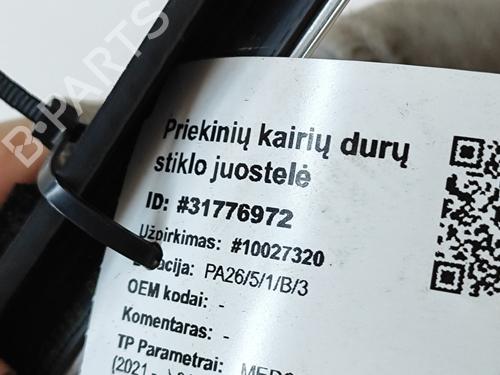 B-PARTS
Priekinių kairių durų
stiklo juostelė
ID: #31776972
Užpirkimas: #10027320
PA26/5/1/B/3
OEM kodai: -
Komentaras: -
TP Parametrai:
(2021 -